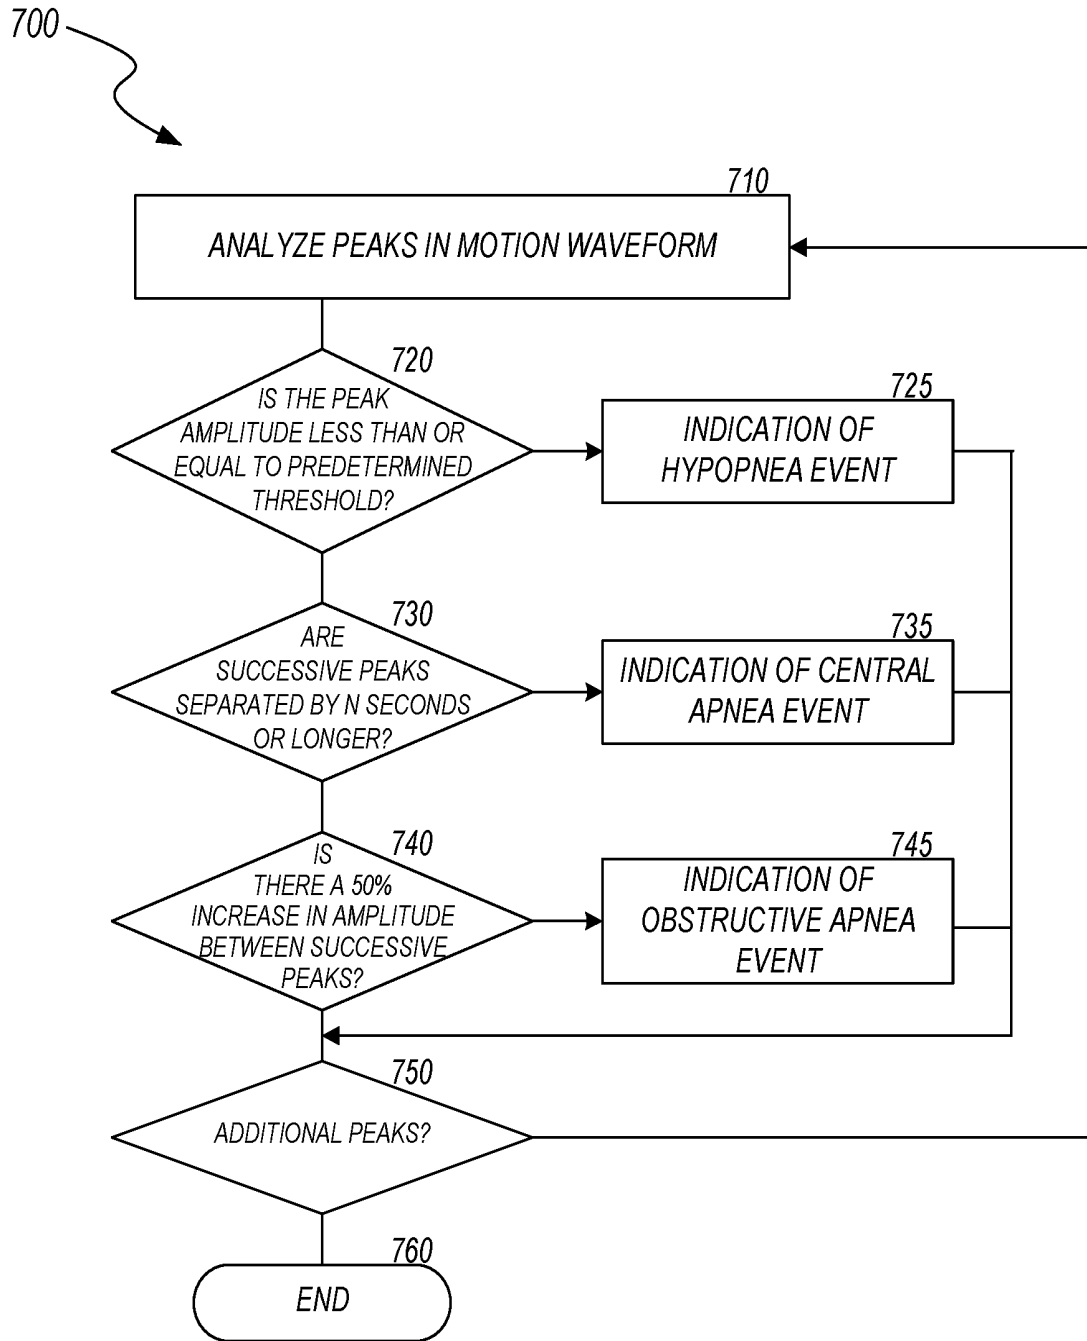 700
710
ANALYZE PEAKS IN MOTION WAVEFORM
720
IS THE PEAK
AMPLITUDE LESS THAN OR
EQUAL TO PREDETERMINED
THRESHOLD?
725
INDICATION OF
HYPOPNEA EVENT
730
ARE
SUCCESSIVE PEAKS
SEPARATED BY N SECONDS
OR LONGER?
735
INDICATION OF CENTRAL
APNEA EVENT
740
IS
THERE A 50%
INCREASE IN AMPLITUDE
BETWEEN SUCCESSIVE
PEAKS?
745
INDICATION OF
OBSTRUCTIVE APNEA
EVENT
750
ADDITIONAL PEAKS?
760
END